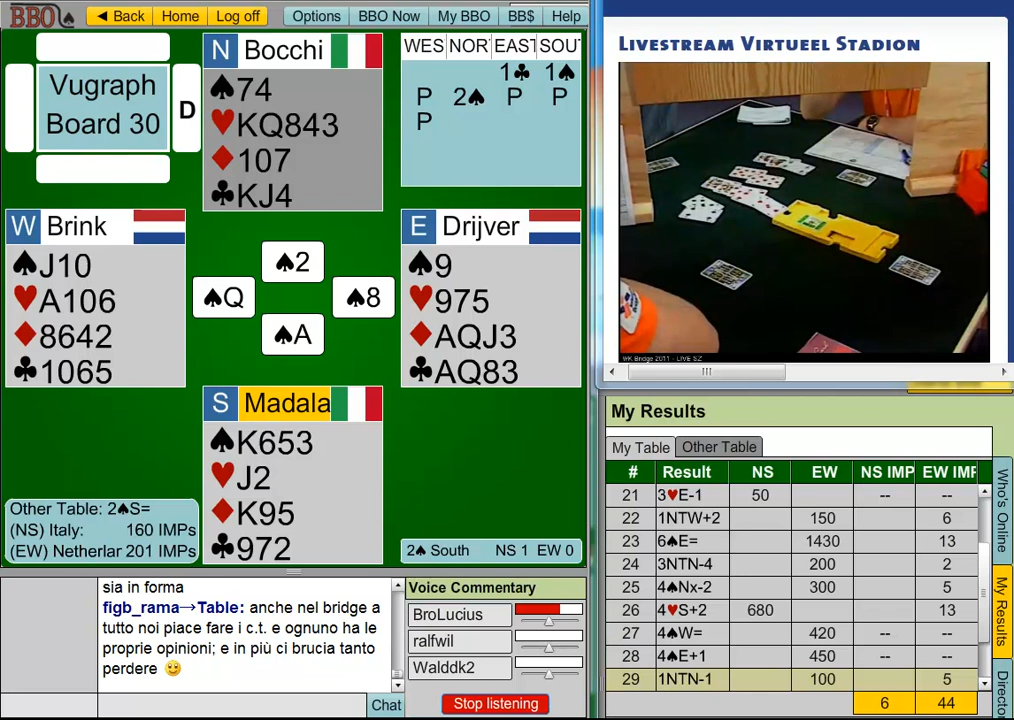 BBO
◄ Back
Home
Log off
Options
BBO Now
My BBO
BB$
Help
Vugraph
Board 30
D
N Bocchi
♠74
♥KQ843
♦107
♣KJ4
WES NOR EAST SOUT
1♣ 1♠
P 2♠ P P
P
W Brink
♠J10
♥A106
♦8642
♣1065
♠2
♠Q
♠8
♠A
E Drijver
♠9
♥975
♦AQJ3
♣AQ83
S Madala
♠K653
♥J2
♦K95
♣972
Other Table: 2♠S=
(NS) Italy: 160 IMPs
(EW) Netherlar 201 IMPs
2♠ South NS 1 EW 0
sia in forma
figb_rama→Table: anche nel bridge a
tutto noi piace fare i c.t. e ognuno ha le
proprie opinioni; e in più ci brucia tanto
perdere
Chat
Voice Commentary
BroLucius
ralfwil
Walddk2
Stop listening
Livestream Virtueel Stadion
WK Bridge 2011 - LIVE SZ
My Results
My Table
Other Table
# Result NS EW NS IMP EW IMF
21 3♥E-1 50 -- --
22 1NTW+2 150 6
23 6♠E= 1430 13
24 3NTN-4 200 2
25 4♠Nx-2 300 5
26 4♥S+2 680 13
27 4♠W= 420 -- --
28 4♠E+1 450 -- --
29 1NTN-1 100 5
6 44
Who's Online
My Results
Director